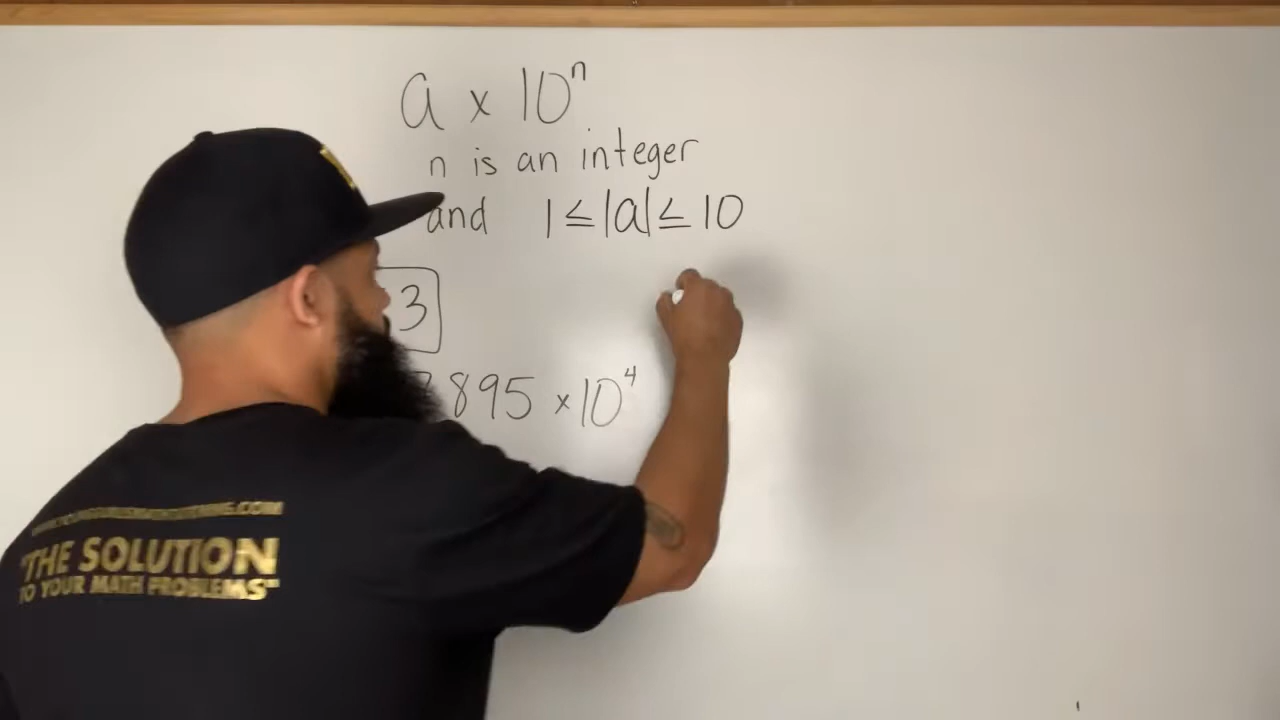 a x 10ⁿ
n is an integer
and 1 ≤ |a| ≤ 10
3
895 × 10⁴
"THE SOLUTION
TO YOUR MATH PROBLEMS"